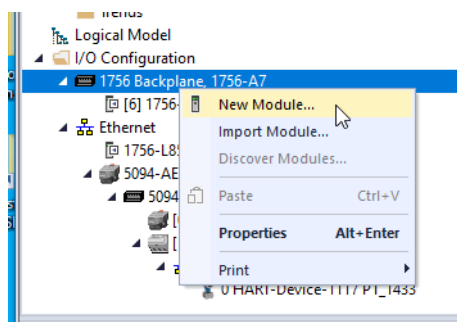 Trends
Logical Model
I/O Configuration
1756 Backplane, 1756-A7
[6] 1756-
New Module...
Ethernet
Import Module...
1756-L8
Discover Modules...
5094-AE
5094
Paste Ctrl+V
Properties Alt+Enter
Print
0 HART-Device-1117 PT_1433